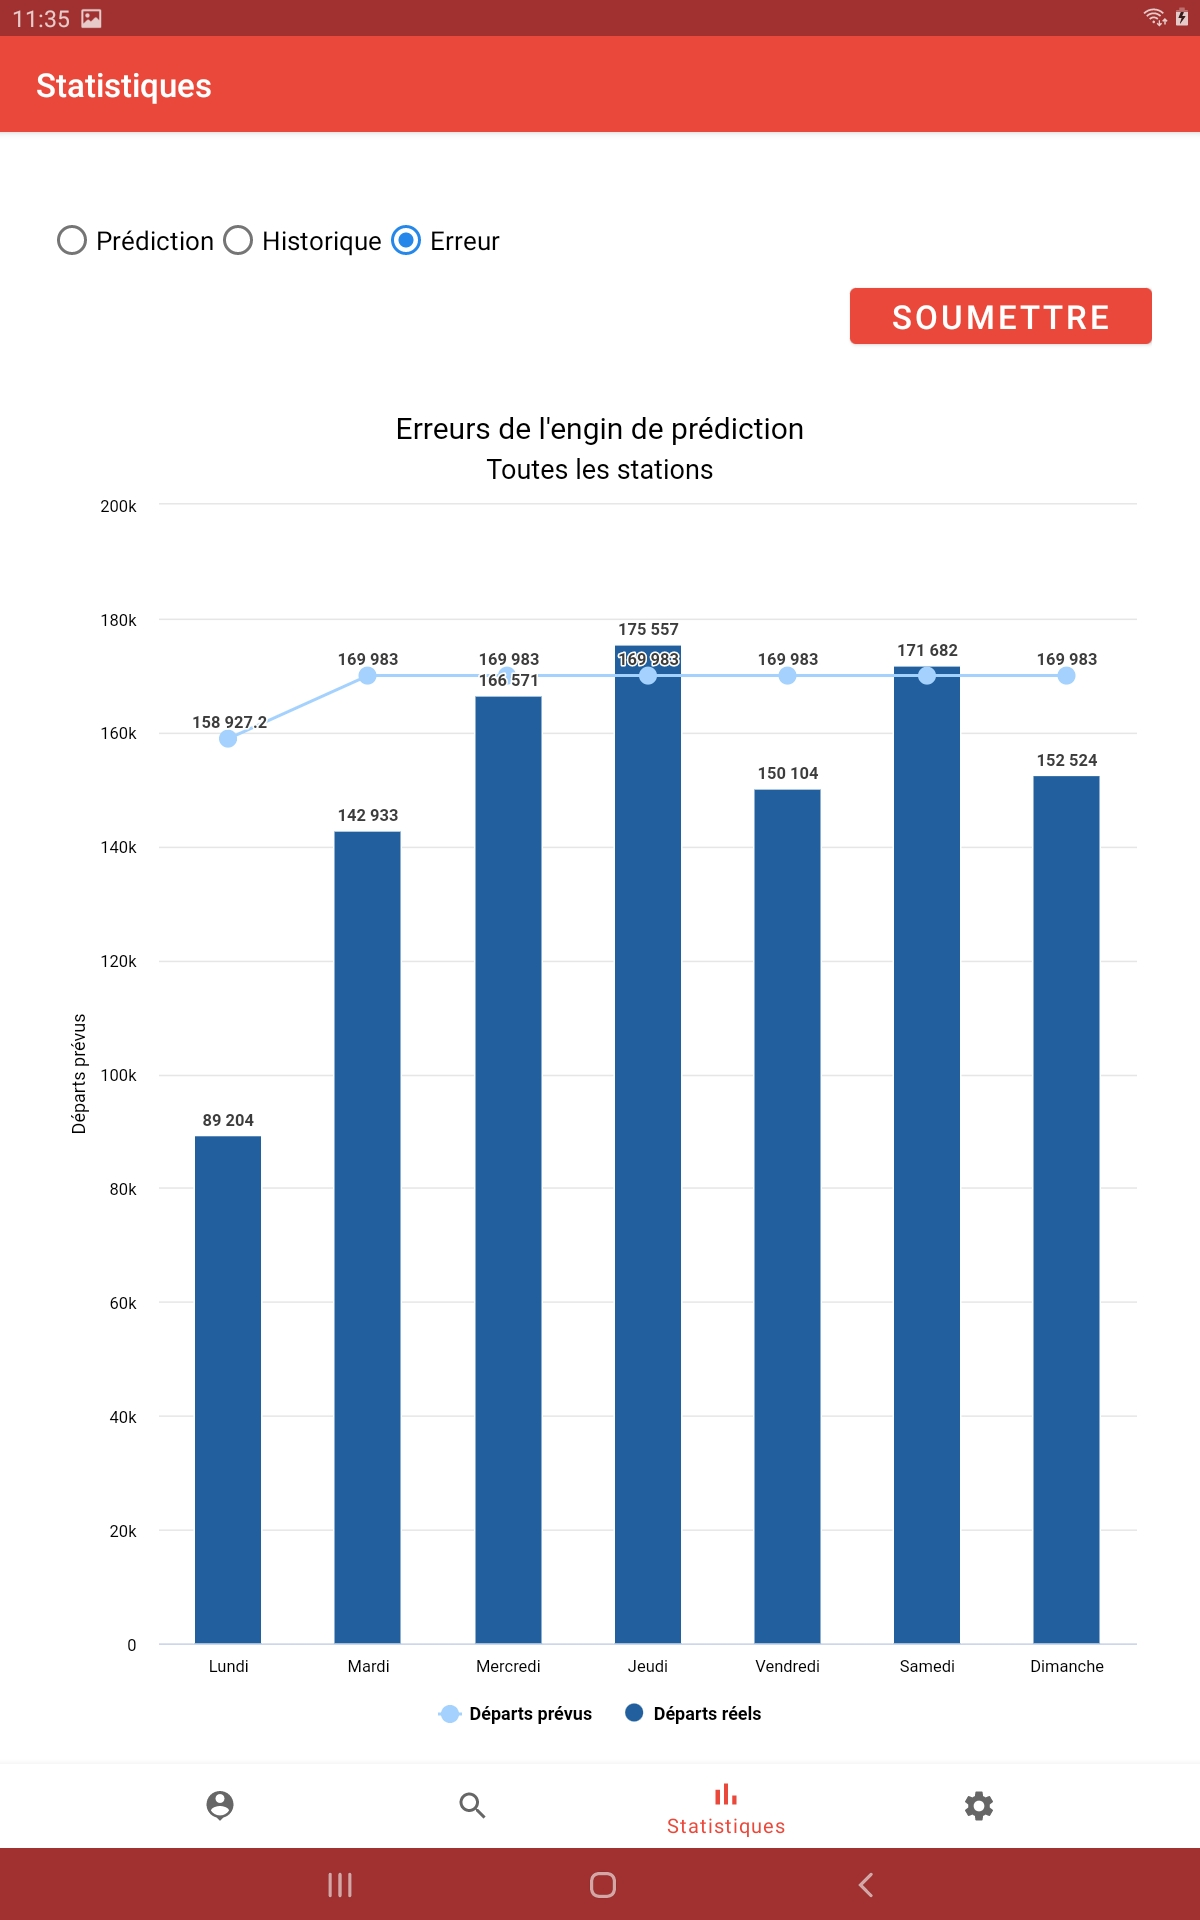 11:35
Statistiques
Prédiction Historique Erreur
SOUMETTRE
Erreurs de l'engin de prédiction
Toutes les stations
Départs prévus
200k
180k
160k
140k
120k
100k
80k
60k
40k
20k
0
158 927.2
169 983
169 983
169 983
169 983
169 983
89 204
142 933
166 571
175 557
150 104
171 682
152 524
Lundi Mardi Mercredi Jeudi Vendredi Samedi Dimanche
Départs prévus Départs réels
Statistiques